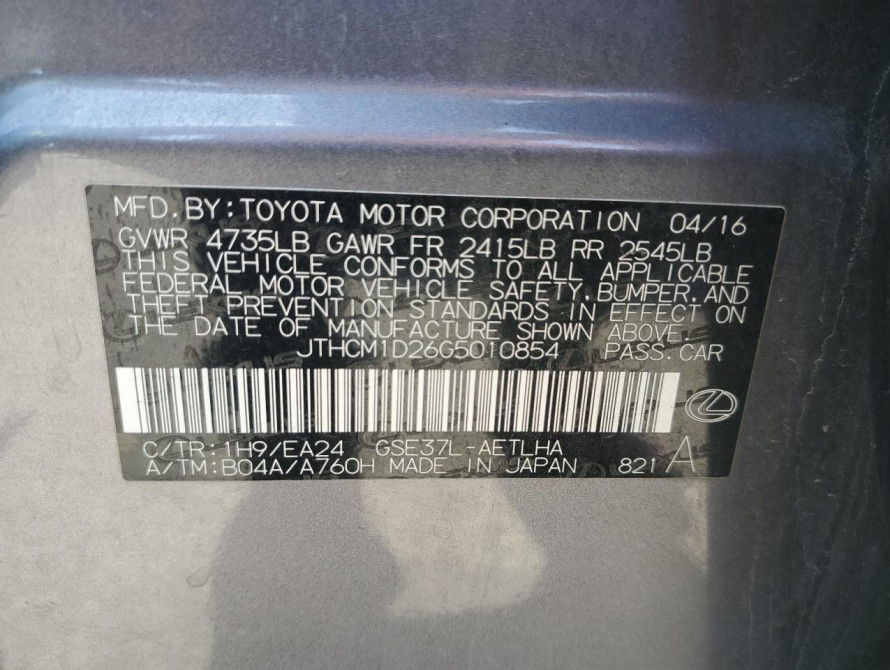 MFD.BY:TOYOTA MOTOR CORPORATION 04/16
GVWR 4735LB GAWR FR 2415LB RR 2545LB
THIS VEHICLE CONFORMS TO ALL APPLICABLE
FEDERAL MOTOR VEHICLE SAFETY,BUMPER,AND
THEFT PREVENTION STANDARDS IN EFFECT ON
THE DATE OF MANUFACTURE SHOWN ABOVE.
JTHCM1D26G5010854 PASS.CAR
C/TR:1H9/EA24 GSE37L-AETLHA
A/TM:B04A/A760H MADE IN JAPAN 821 A